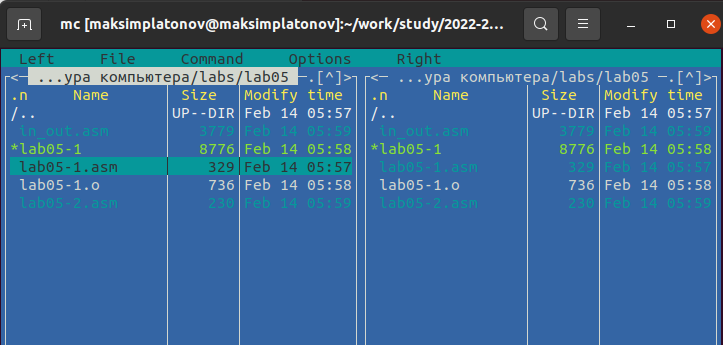 mc [maksimplatonov@maksimplatonov]:~/work/study/2022-2...
Left File Command Options Right
<─ ...ура компьютера/labs/lab05 ─.[^]>
.n Name Size Modify time
/.. UP--DIR Feb 14 05:57
in_out.asm 3779 Feb 14 05:59
*lab05-1 8776 Feb 14 05:58
lab05-1.asm 329 Feb 14 05:57
lab05-1.o 736 Feb 14 05:58
lab05-2.asm 230 Feb 14 05:59
<─ ...ура компьютера/labs/lab05 ─.[^]>
.n Name Size Modify time
/.. UP--DIR Feb 14 05:57
in_out.asm 3779 Feb 14 05:59
*lab05-1 8776 Feb 14 05:58
lab05-1.asm 329 Feb 14 05:57
lab05-1.o 736 Feb 14 05:58
lab05-2.asm 230 Feb 14 05:59